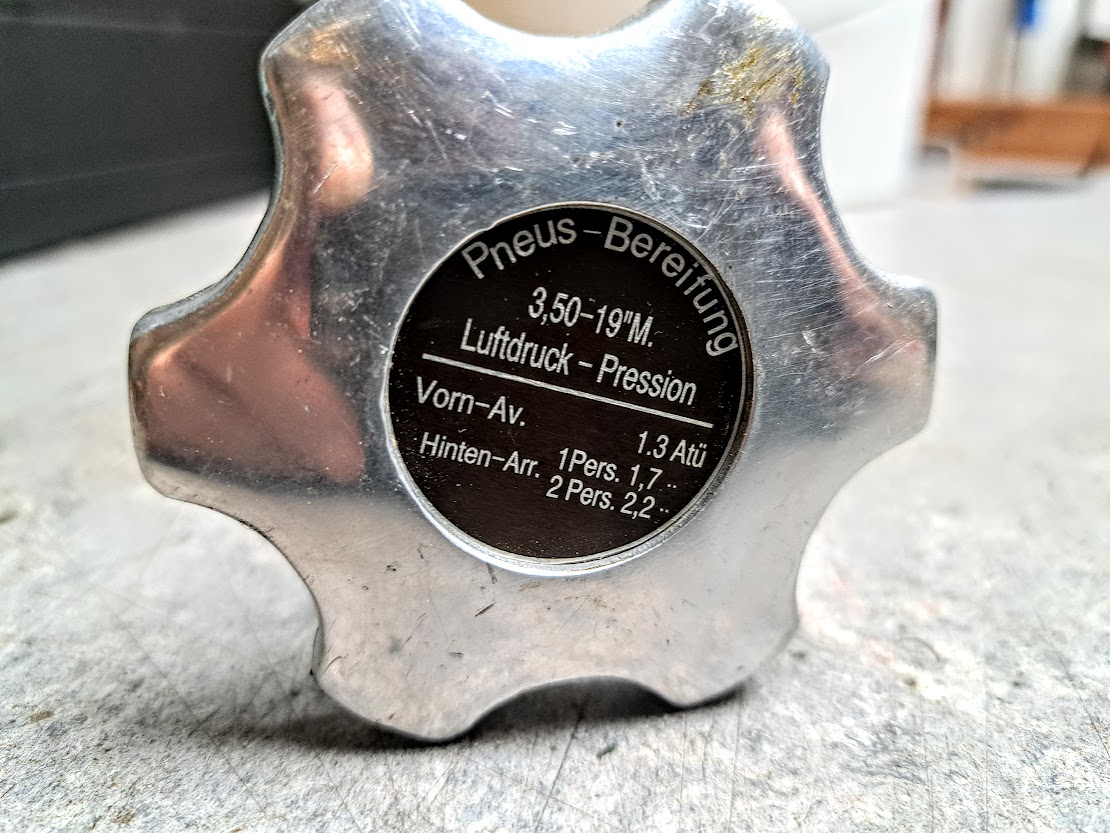 Pneus-Bereifung
3,50-19"M.
Luftdruck - Pression
Vorn-Av. 1.3 Atü
Hinten-Arr. 1Pers. 1,7 ··
2 Pers. 2,2 ··